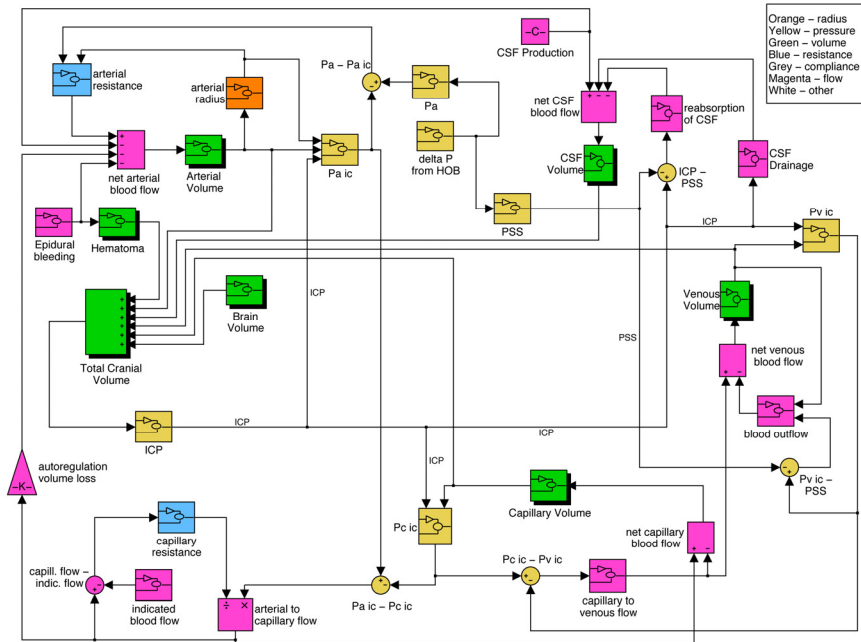 Orange – radius
Yellow – pressure
Green – volume
Blue – resistance
Grey – compliance
Magenta – flow
White – other
–C–
CSF Production
arterial
resistance
arterial
radius
Pa – Pa ic
Pa
delta P
from HOB
PSS
net CSF
blood flow
CSF
Volume
reabsorption
of CSF
CSF
Drainage
ICP –
PSS
ICP
Pv ic
net arterial
blood flow
Arterial
Volume
Pa ic
Epidural
bleeding
Hematoma
Brain
Volume
Total Cranial
Volume
ICP
PSS
Venous
Volume
net venous
blood flow
blood outflow
Pv ic –
PSS
ICP
ICP
ICP
ICP
–K–
autoregulation
volume loss
Capillary Volume
Pc ic
net capillary
blood flow
capillary
resistance
capill. flow –
indic. flow
indicated
blood flow
÷ ×
arterial to
capillary flow
Pa ic – Pc ic
Pc ic – Pv ic
capillary to
venous flow